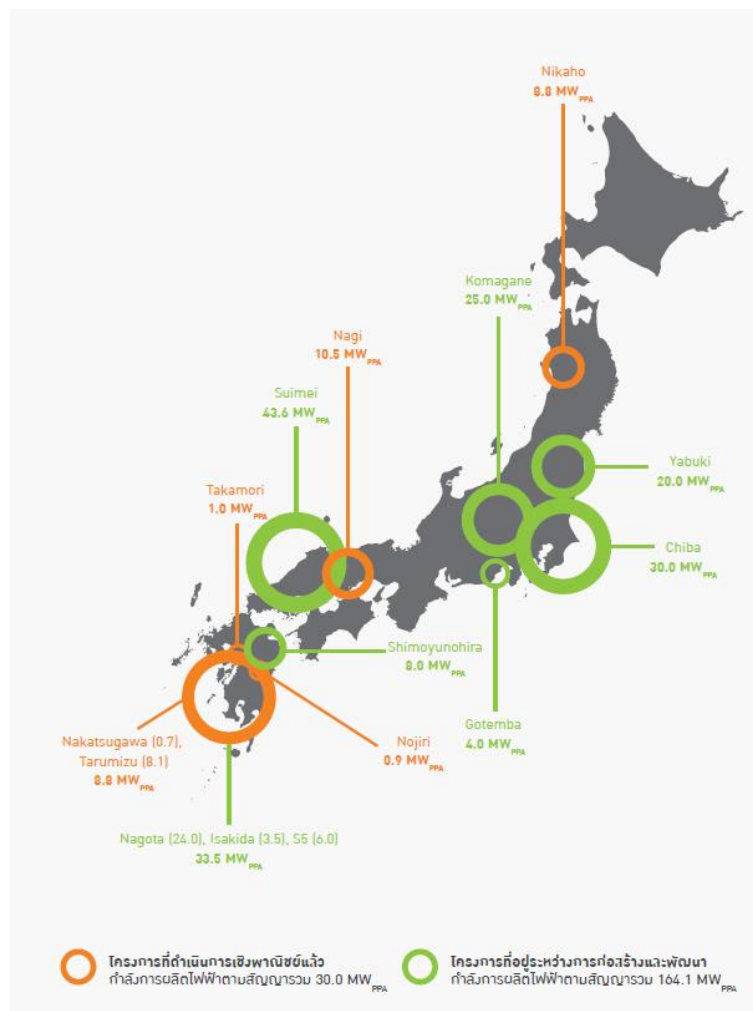 Nikaho
8.8 MWPPA
Komagane
25.0 MWPPA
Nagi
10.5 MWPPA
Suimei
43.6 MWPPA
Takamori
1.0 MWPPA
Yabuki
20.0 MWPPA
Chiba
30.0 MWPPA
Shimoyunohira
8.0 MWPPA
Gotemba
4.0 MWPPA
Nojiri
0.9 MWPPA
Nakatsugawa (0.7),
Tarumizu (8.1)
8.8 MWPPA
Nagota (24.0), Isakida (3.5), S5 (6.0)
33.5 MWPPA
โครงการที่ดำเนินการเชิงพาณิชย์แล้ว
กำลังการผลิตไฟฟ้าตามสัญญารวม 30.0 MWPPA
โครงการที่อยู่ระหว่างการก่อสร้างและพัฒนา
กำลังการผลิตไฟฟ้าตามสัญญารวม 164.1 MWPPA